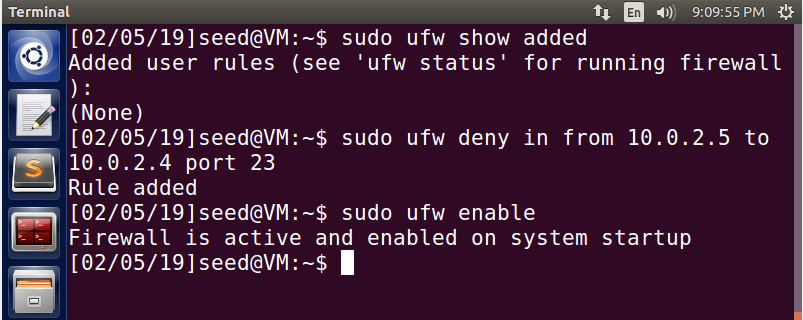 Terminal
En
9:09:55 PM
[02/05/19]seed@VM:~$ sudo ufw show added
Added user rules (see 'ufw status' for running firewall
):
(None)
[02/05/19]seed@VM:~$ sudo ufw deny in from 10.0.2.5 to
10.0.2.4 port 23
Rule added
[02/05/19]seed@VM:~$ sudo ufw enable
Firewall is active and enabled on system startup
[02/05/19]seed@VM:~$